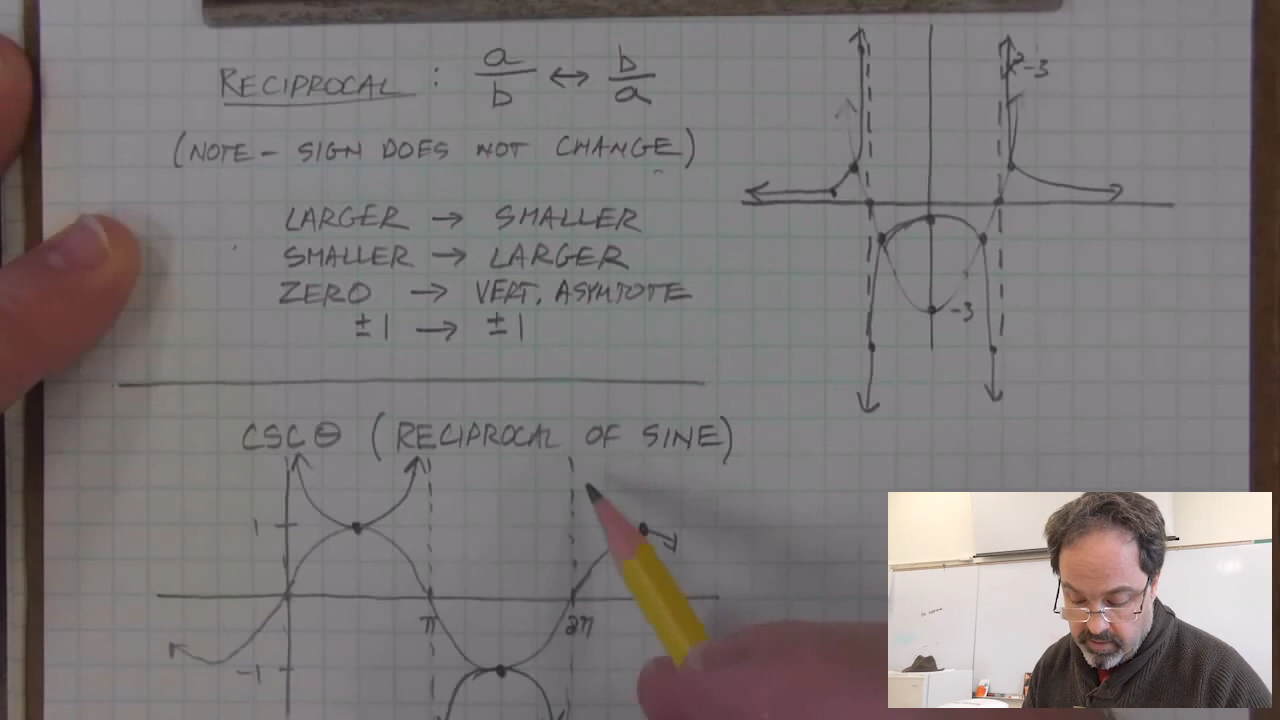 RECIPROCAL : a/b ↔ b/a
(NOTE - SIGN DOES NOT CHANGE)
LARGER → SMALLER
SMALLER → LARGER
ZERO → VERT. ASYMTOTE
±1 → ±1
x²-3
-3
CSC θ (RECIPROCAL OF SINE)
1
π
2π
-1